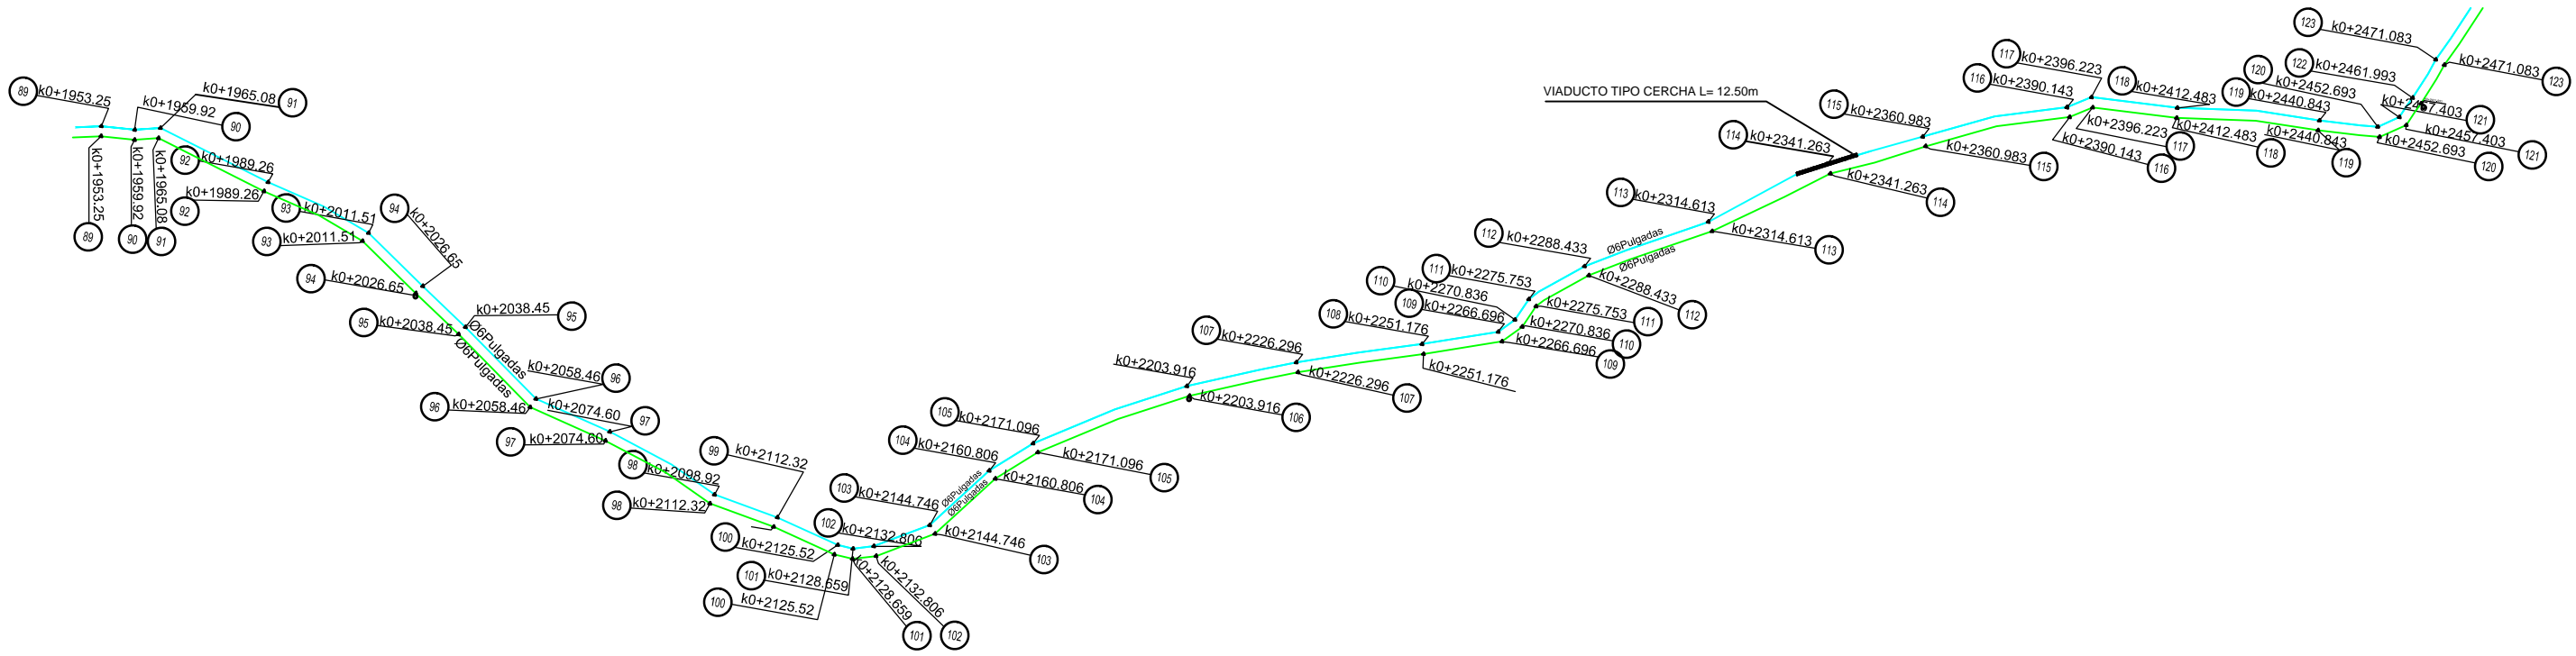 89 k0+1953.25
k0+1959.92 90
k0+1965.08 91
k0+1953.25 89
k0+1959.92 90
k0+1965.08 91
92 k0+1989.26
k0+1989.26 92
93 k0+2011.51
93 k0+2011.51
94 k0+2026.65
94 k0+2026.65
k0+2038.45 95
95 k0+2038.45
Ø6Pulgadas
Ø6Pulgadas
k0+2058.46 96
96 k0+2058.46
k0+2074.60 97
97 k0+2074.60
98 k0+2098.92
98 k0+2112.32
99 k0+2112.32
100 k0+2125.52
101 k0+2128.659
100 k0+2125.52
102 k0+2132.806
k0+2128.659 101
k0+2132.806 102
103 k0+2144.746
k0+2144.746 103
104 k0+2160.806
k0+2160.806 104
Ø6Pulgadas
Ø6Pulgadas
105 k0+2171.096
k0+2171.096 105
k0+2203.916
k0+2203.916 106
107 k0+2226.296
k0+2226.296 107
108 k0+2251.176
k0+2251.176
109 k0+2266.696
k0+2266.696 109
110 k0+2270.836
k0+2270.836 110
111 k0+2275.753
k0+2275.753 111
112 k0+2288.433
k0+2288.433 112
Ø6Pulgadas
Ø6Pulgadas
113 k0+2314.613
k0+2314.613 113
VIADUCTO TIPO CERCHA L= 12.50m
114 k0+2341.263
k0+2341.263 114
115 k0+2360.983
k0+2360.983 115
116 k0+2390.143
k0+2390.143 116
117 k0+2396.223
k0+2396.223 117
118 k0+2412.483
k0+2412.483 118
119 k0+2440.843
k0+2440.843 119
120 k0+2452.693
k0+2452.693 120
k0+2457.403 121
k0+2457.403 121
122 k0+2461.993
123 k0+2471.083
k0+2471.083 123